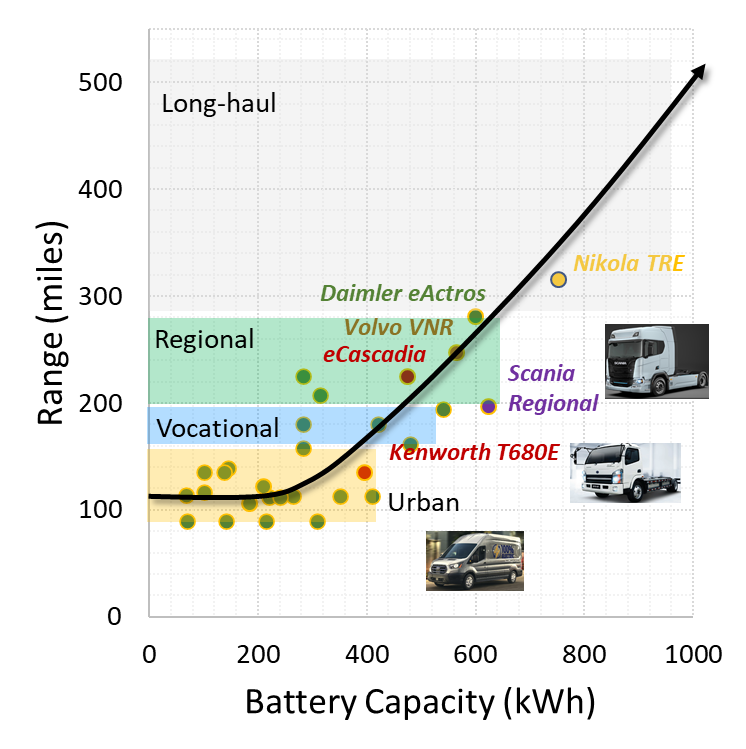 500
Long-haul
400
Nikola TRE
Daimler eActros
300
Volvo VNR
Regional
eCascadia
Scania
Regional
200
Vocational
Kenworth T680E
Urban
100
0
0 200 400 600 800 1000
Range (miles)
Battery Capacity (kWh)